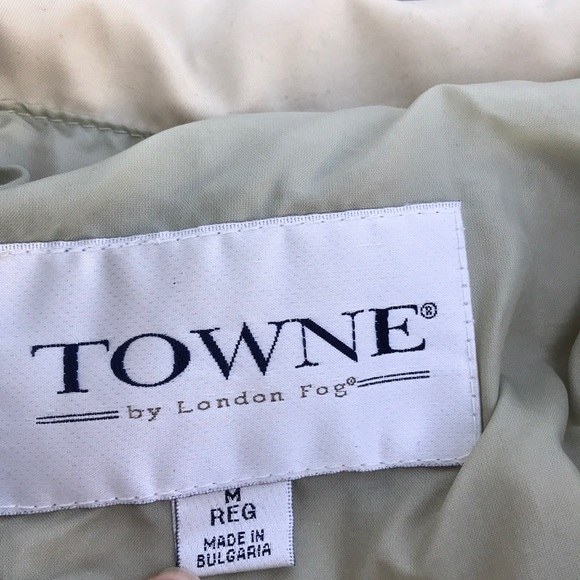 TOWNE®
by London Fog®
M
REG
MADE IN
BULGARIA